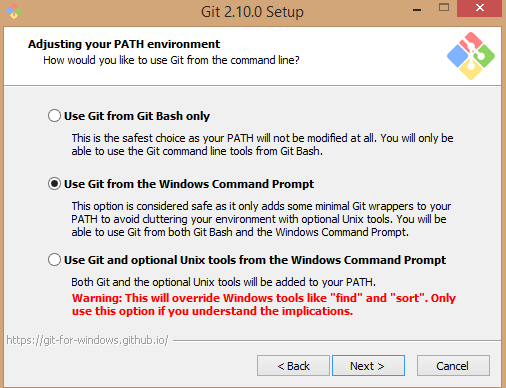 Git 2.10.0 Setup
Adjusting your PATH environment
How would you like to use Git from the command line?
Use Git from Git Bash only
This is the safest choice as your PATH will not be modified at all. You will only be
able to use the Git command line tools from Git Bash.
Use Git from the Windows Command Prompt
This option is considered safe as it only adds some minimal Git wrappers to your
PATH to avoid cluttering your environment with optional Unix tools. You will be
able to use Git from both Git Bash and the Windows Command Prompt.
Use Git and optional Unix tools from the Windows Command Prompt
Both Git and the optional Unix tools will be added to your PATH.
Warning: This will override Windows tools like "find" and "sort". Only
use this option if you understand the implications.
https://git-for-windows.github.io/
< Back Next > Cancel